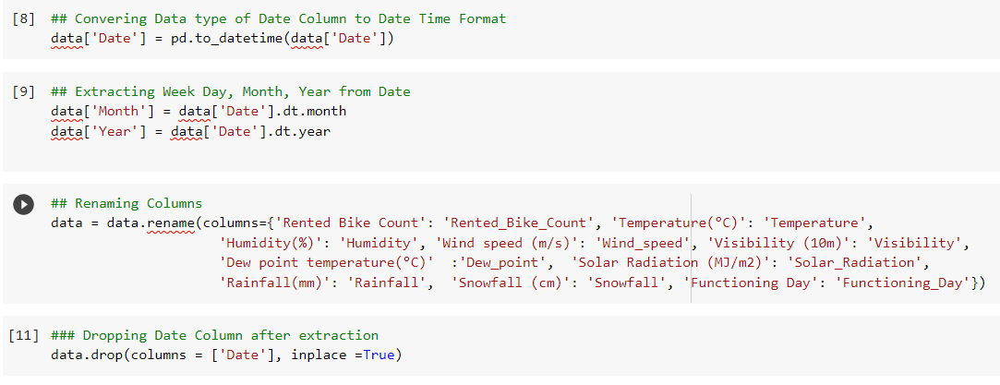 [8] ## Convering Data type of Date Column to Date Time Format
data['Date'] = pd.to_datetime(data['Date'])
[9] ## Extracting Week Day, Month, Year from Date
data['Month'] = data['Date'].dt.month
data['Year'] = data['Date'].dt.year
## Renaming Columns
data = data.rename(columns={'Rented Bike Count': 'Rented_Bike_Count', 'Temperature(°C)': 'Temperature',
'Humidity(%)': 'Humidity', 'Wind speed (m/s)': 'Wind_speed', 'Visibility (10m)': 'Visibility',
'Dew point temperature(°C)' :'Dew_point', 'Solar Radiation (MJ/m2)': 'Solar_Radiation',
'Rainfall(mm)': 'Rainfall', 'Snowfall (cm)': 'Snowfall', 'Functioning Day': 'Functioning_Day'})
[11] ### Dropping Date Column after extraction
data.drop(columns = ['Date'], inplace =True)